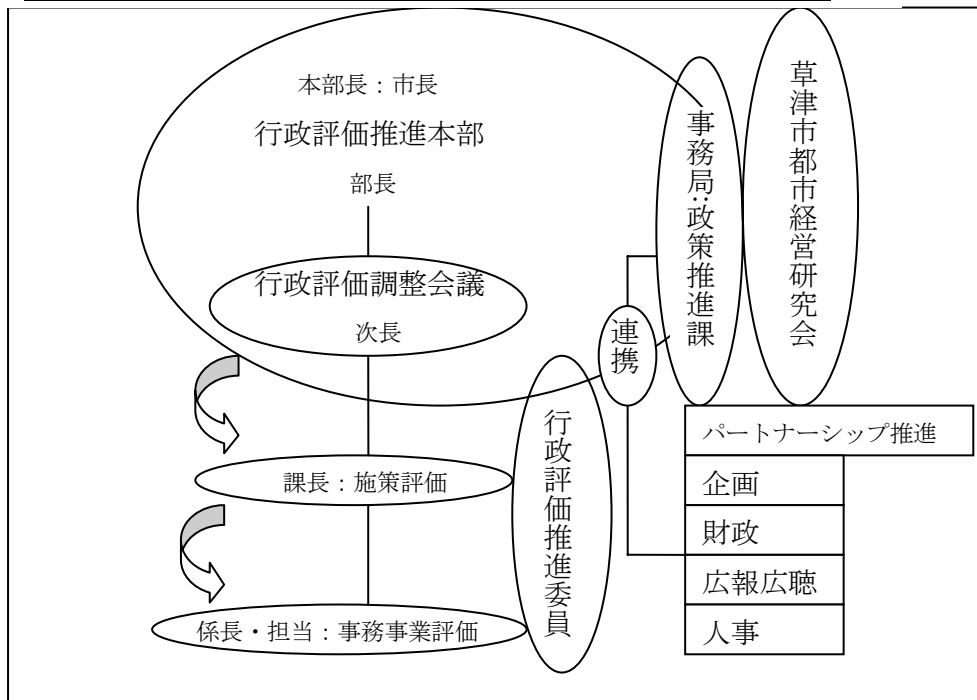 本部長：市長
行政評価推進本部
部長
行政評価調整会議
次長
課長：施策評価
係長・担当：事務事業評価
行政評価推進委員
連携
事務局：政策推進課
草津市都市経営研究会
パートナーシップ推進
企画
財政
広報広聴
人事